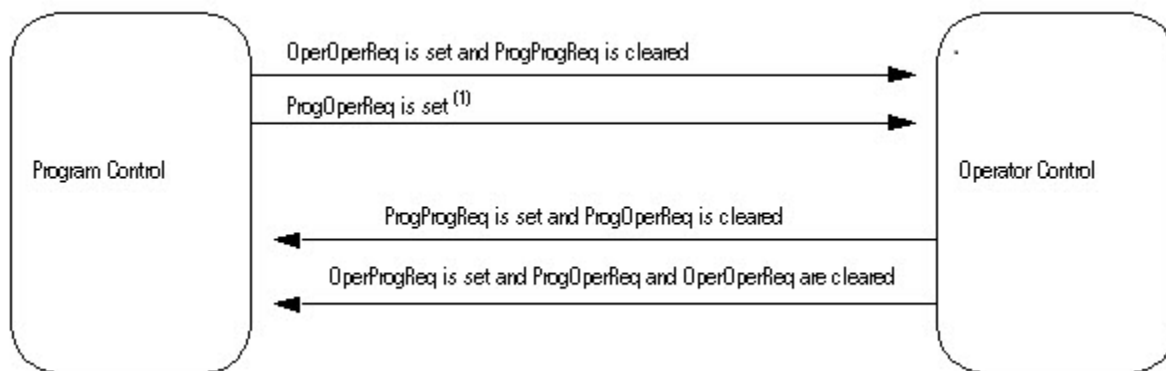 OperOperReq is set and ProgProgReq is cleared
ProgOperReq is set (1)
Program Control
Operator Control
ProgProgReq is set and ProgOperReq is cleared
OperProgReq is set and ProgOperReq and OperOperReq are cleared